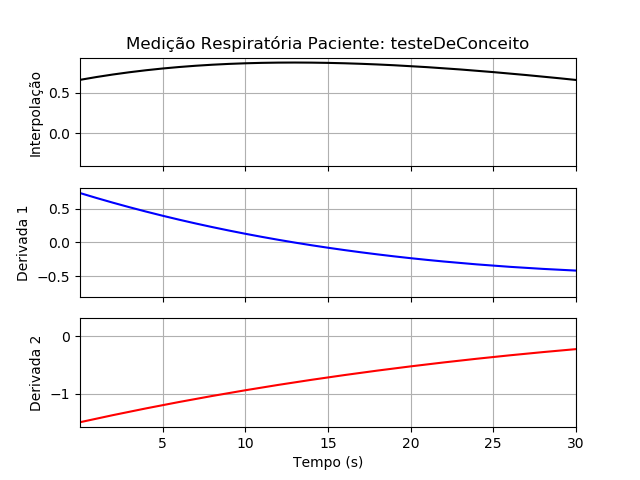 Medição Respiratória Paciente: testeDeConceito
Interpolação
0.5
0.0
Derivada 1
0.5
0.0
−0.5
Derivada 2
0
−1
5 10 15 20 25 30
Tempo (s)